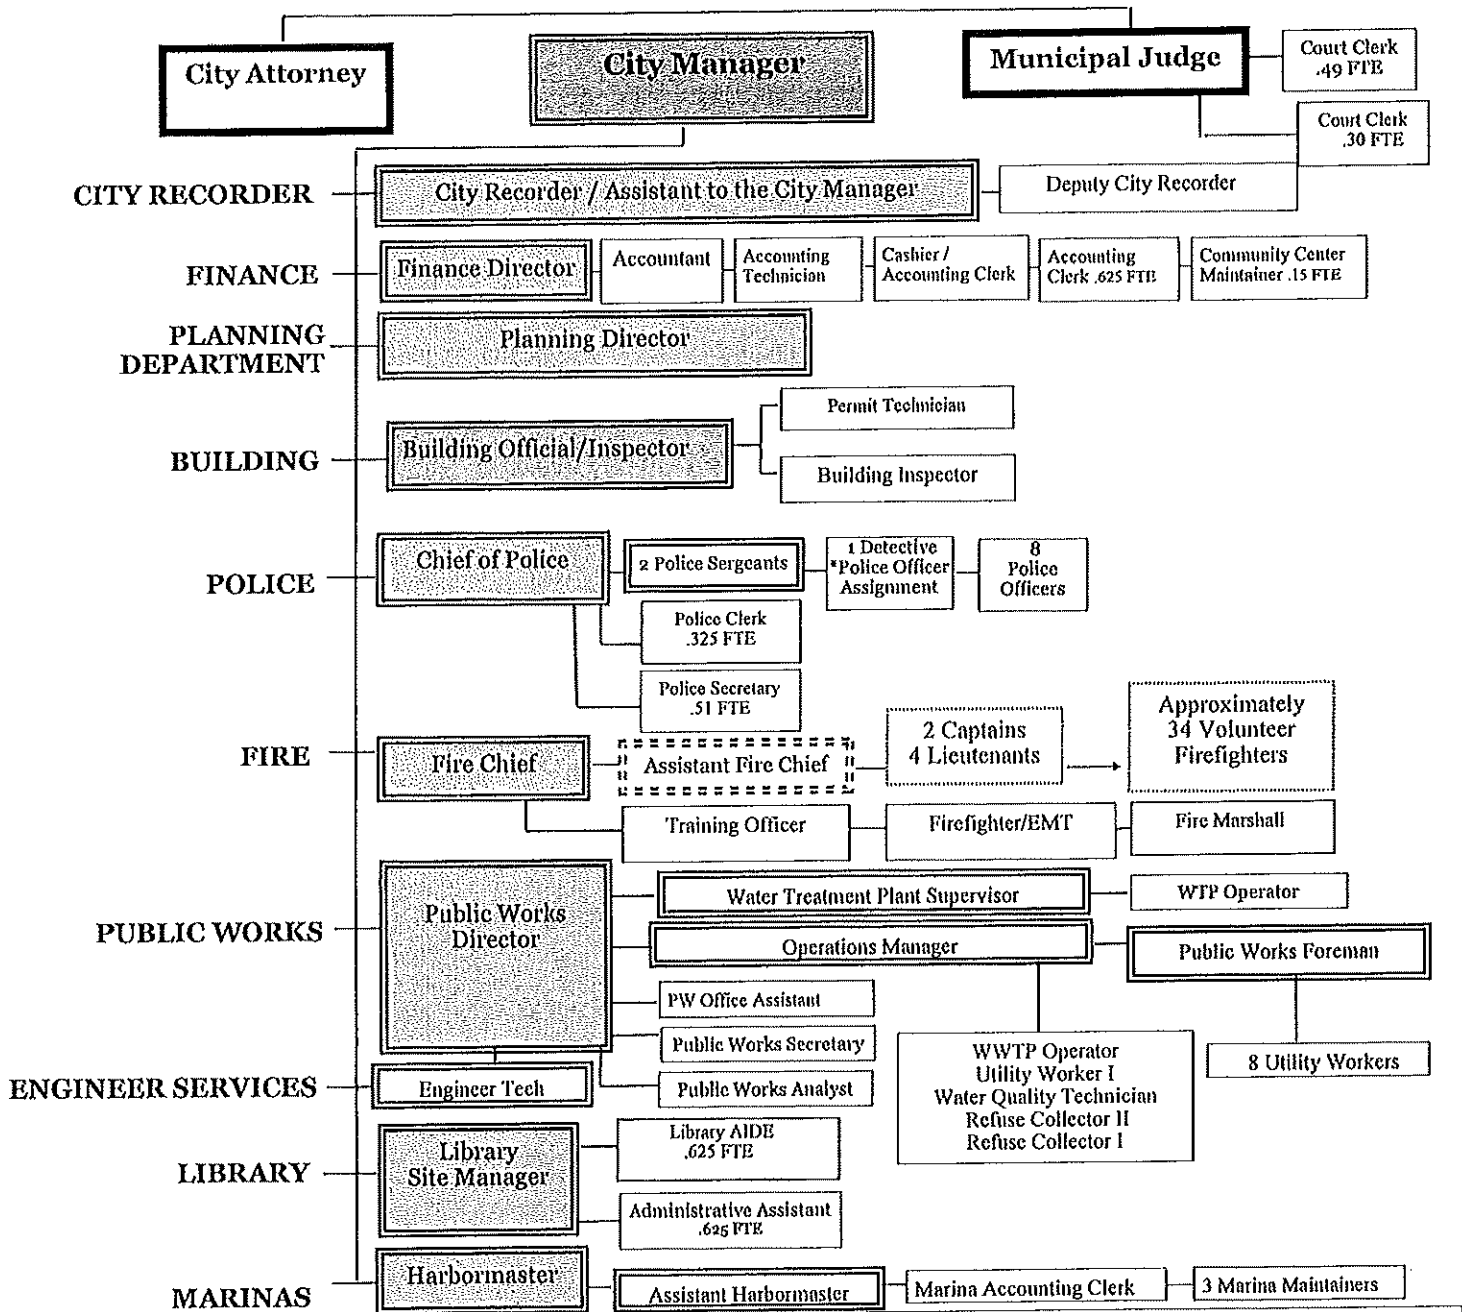 City Attorney
City Manager
Municipal Judge
Court Clerk
.49 FTE
Court Clerk
.30 FTE
CITY RECORDER
City Recorder / Assistant to the City Manager
Deputy City Recorder
FINANCE
Finance Director
Accountant
Accounting
Technician
Cashier /
Accounting Clerk
Accounting
Clerk .625 FTE
Community Center
Maintainer .15 FTE
PLANNING
DEPARTMENT
Planning Director
BUILDING
Building Official/Inspector
Permit Technician
Building Inspector
POLICE
Chief of Police
2 Police Sergeants
1 Detective
*Police Officer
Assignment
8
Police
Officers
Police Clerk
.325 FTE
Police Secretary
.51 FTE
FIRE
Fire Chief
Assistant Fire Chief
2 Captains
4 Lieutenants
Approximately
34 Volunteer
Firefighters
Training Officer
Firefighter/EMT
Fire Marshall
PUBLIC WORKS
Public Works
Director
Water Treatment Plant Supervisor
WTP Operator
Operations Manager
Public Works Foreman
PW Office Assistant
Public Works Secretary
Public Works Analyst
WWTP Operator
Utility Worker I
Water Quality Technician
Refuse Collector II
Refuse Collector I
8 Utility Workers
ENGINEER SERVICES
Engineer Tech
LIBRARY
Library
Site Manager
Library AIDE
.625 FTE
Administrative Assistant
.625 FTE
MARINAS
Harbormaster
Assistant Harbormaster
Marina Accounting Clerk
3 Marina Maintainers